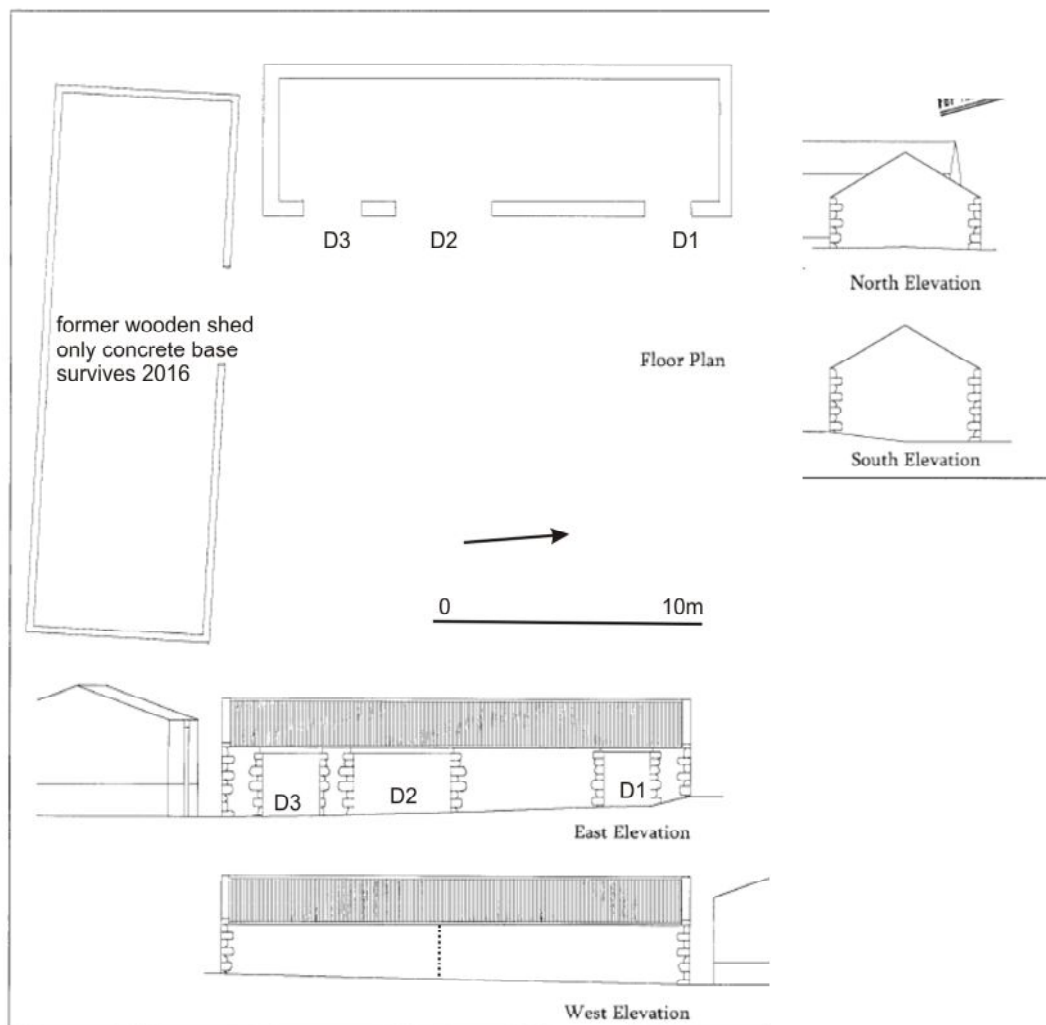 D3 D2 D1
former wooden shed
only concrete base
survives 2016
Floor Plan
North Elevation
South Elevation
0 10m
D3 D2 D1
East Elevation
West Elevation